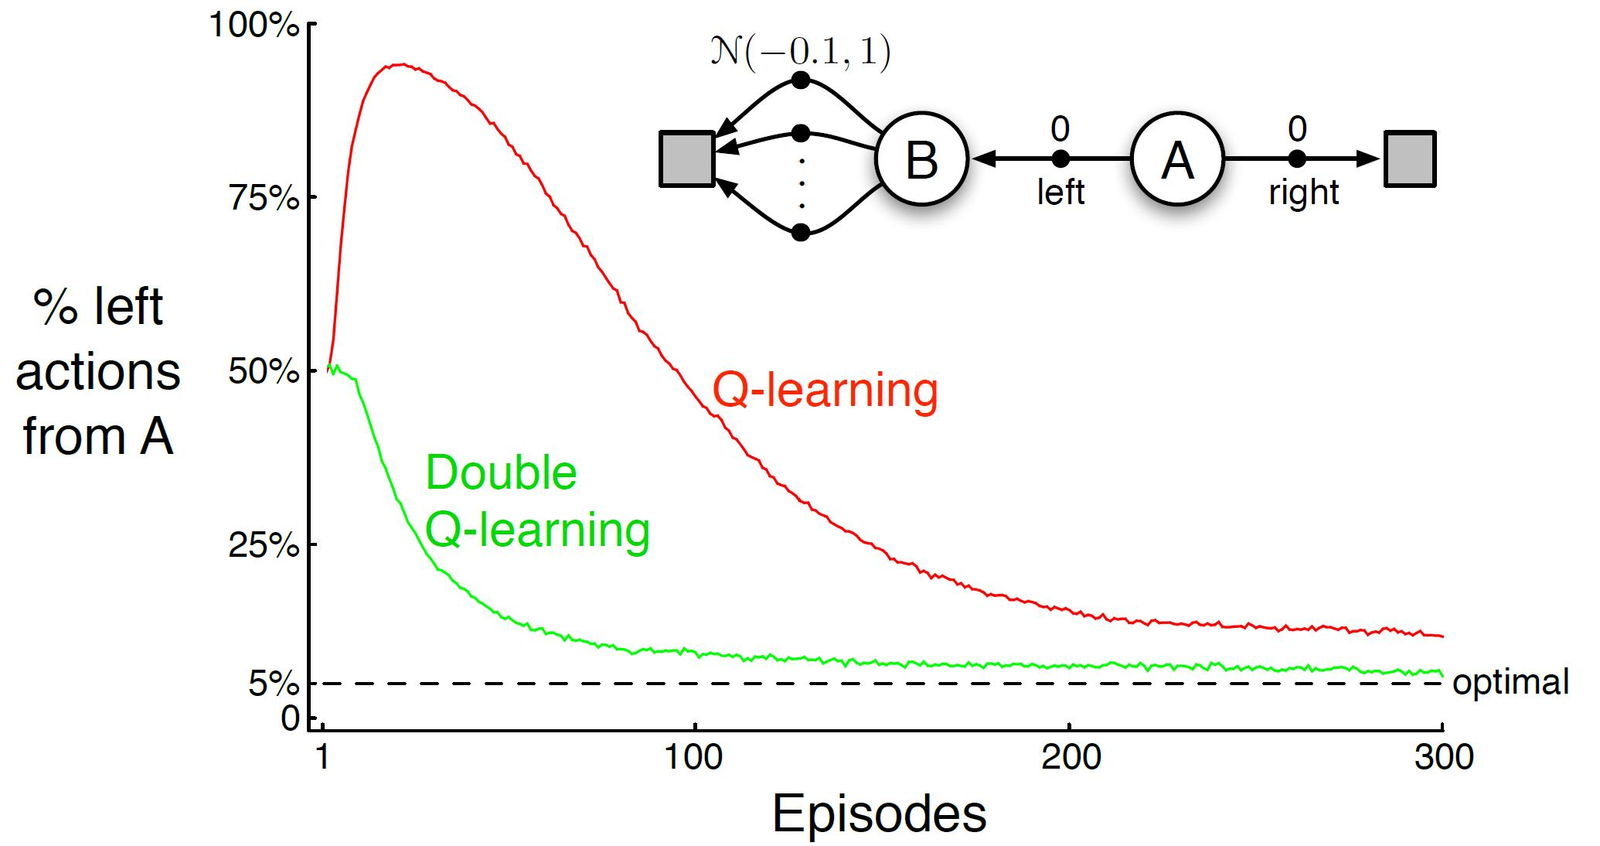 100%
75%
50%
25%
5%
0
% left
actions
from A
𝒩(−0.1, 1)
B
0
left
A
0
right
Q-learning
Double
Q-learning
optimal
1
100
200
300
Episodes